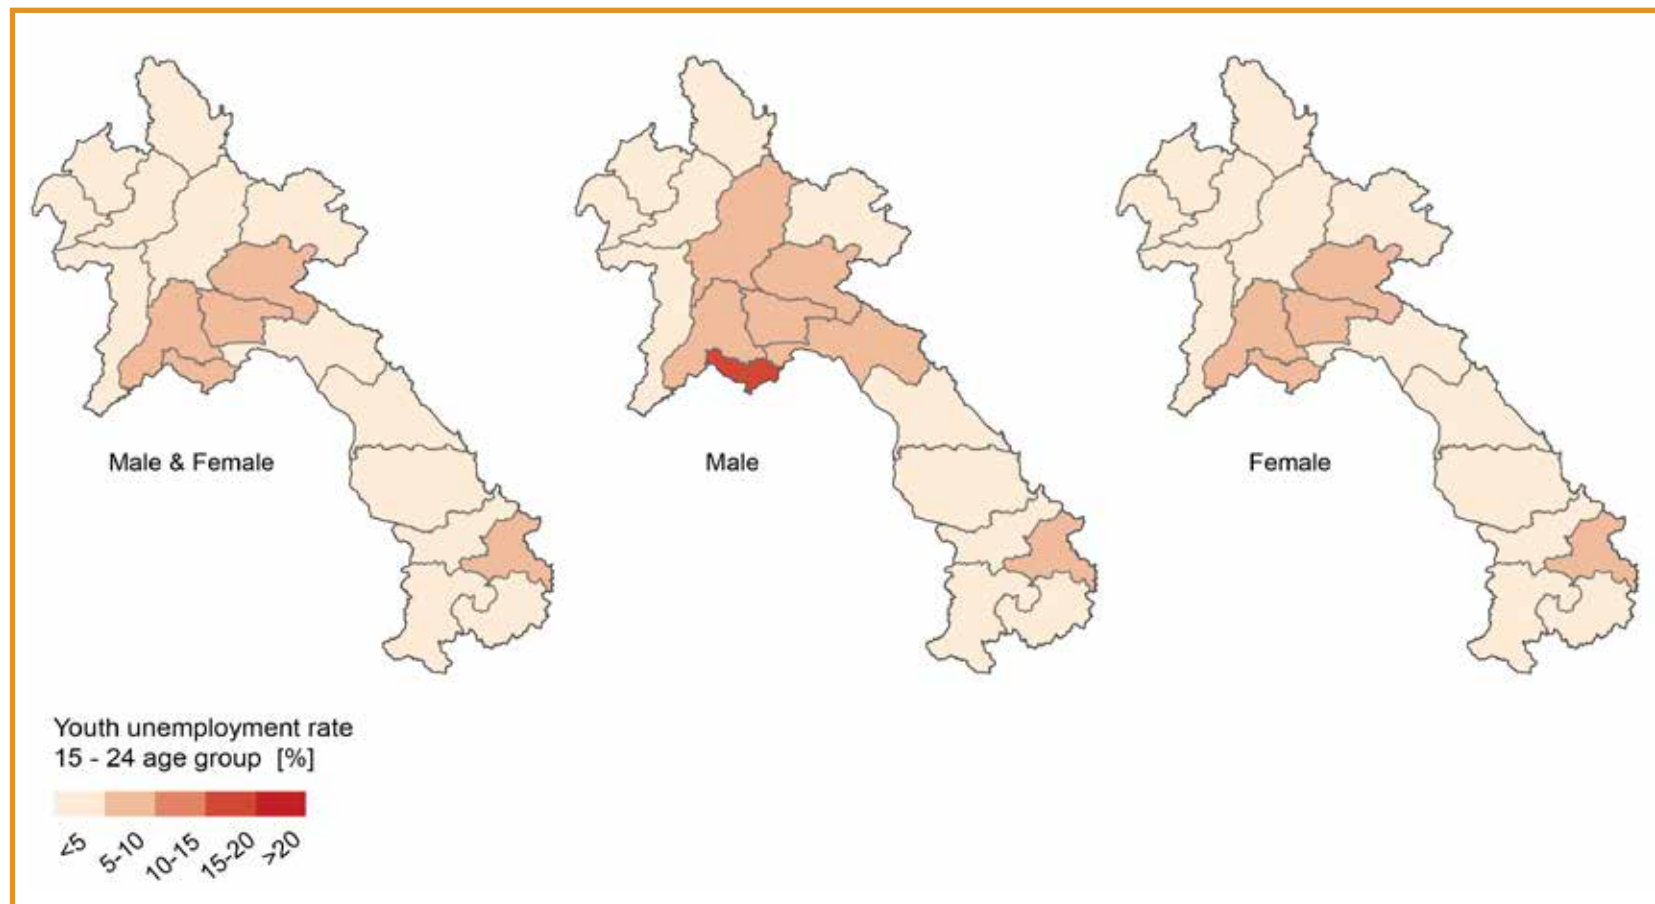 Male & Female
Male
Female
Youth unemployment rate
15 - 24 age group [%]
<5
5-10
10-15
15-20
>20